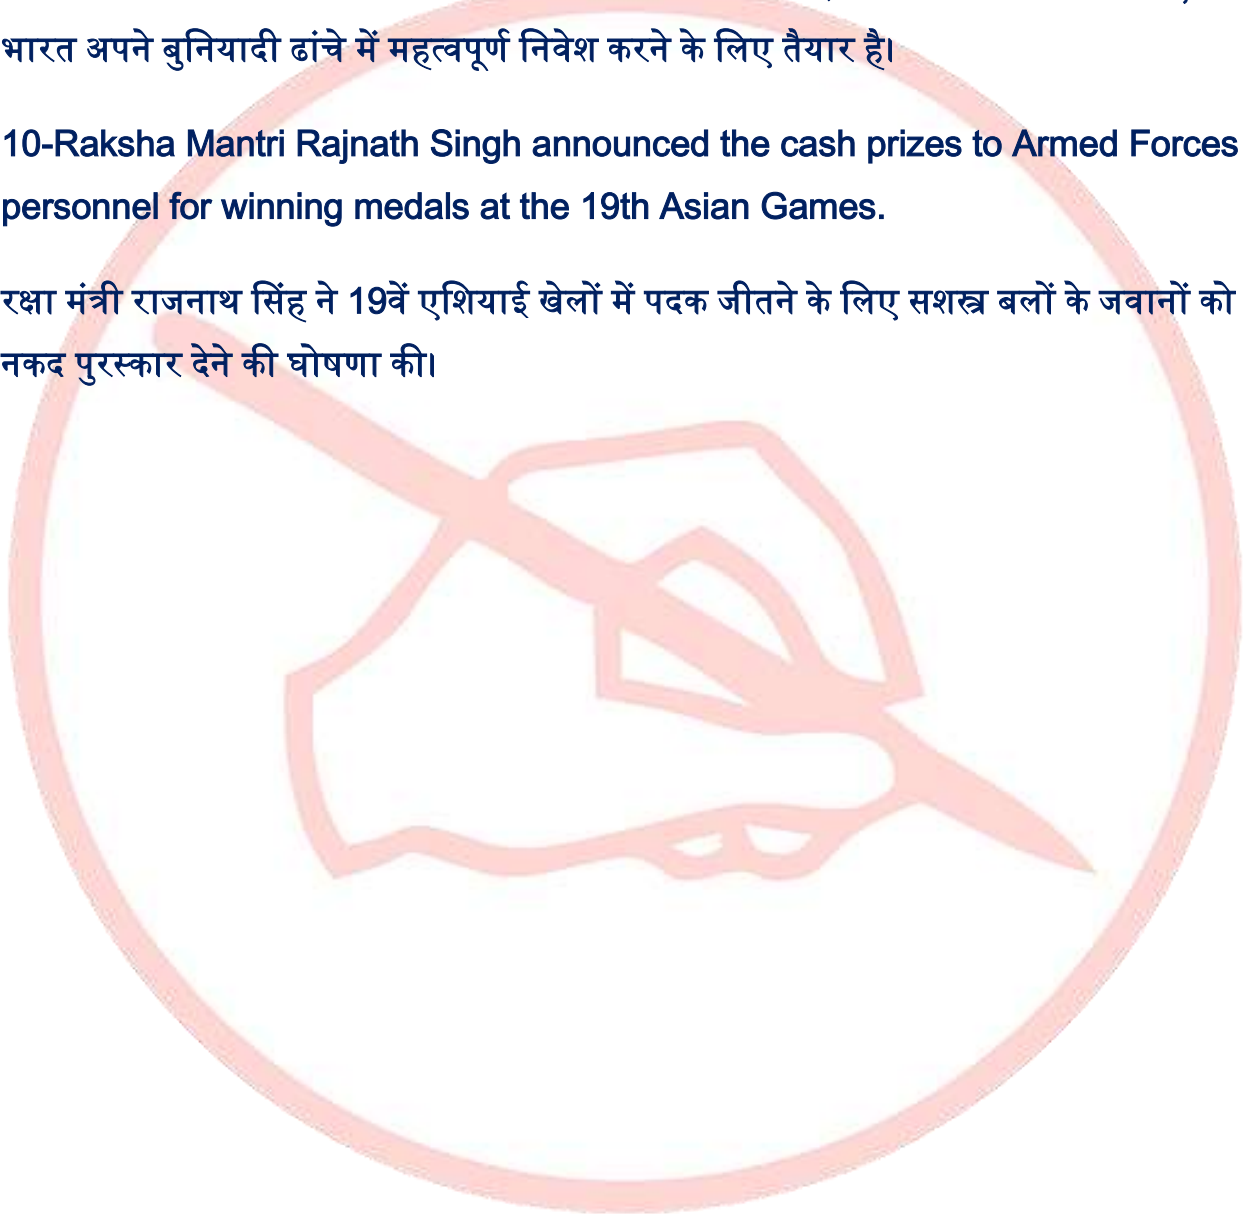 भारत अपने बुनियादी ढांचे में महत्वपूर्ण निवेश करने के लिए तैयार है।
10-Raksha Mantri Rajnath Singh announced the cash prizes to Armed Forces
personnel for winning medals at the 19th Asian Games.
रक्षा मंत्री राजनाथ सिंह ने 19वें एशियाई खेलों में पदक जीतने के लिए सशस्त्र बलों के जवानों को
नकद पुरस्कार देने की घोषणा की।